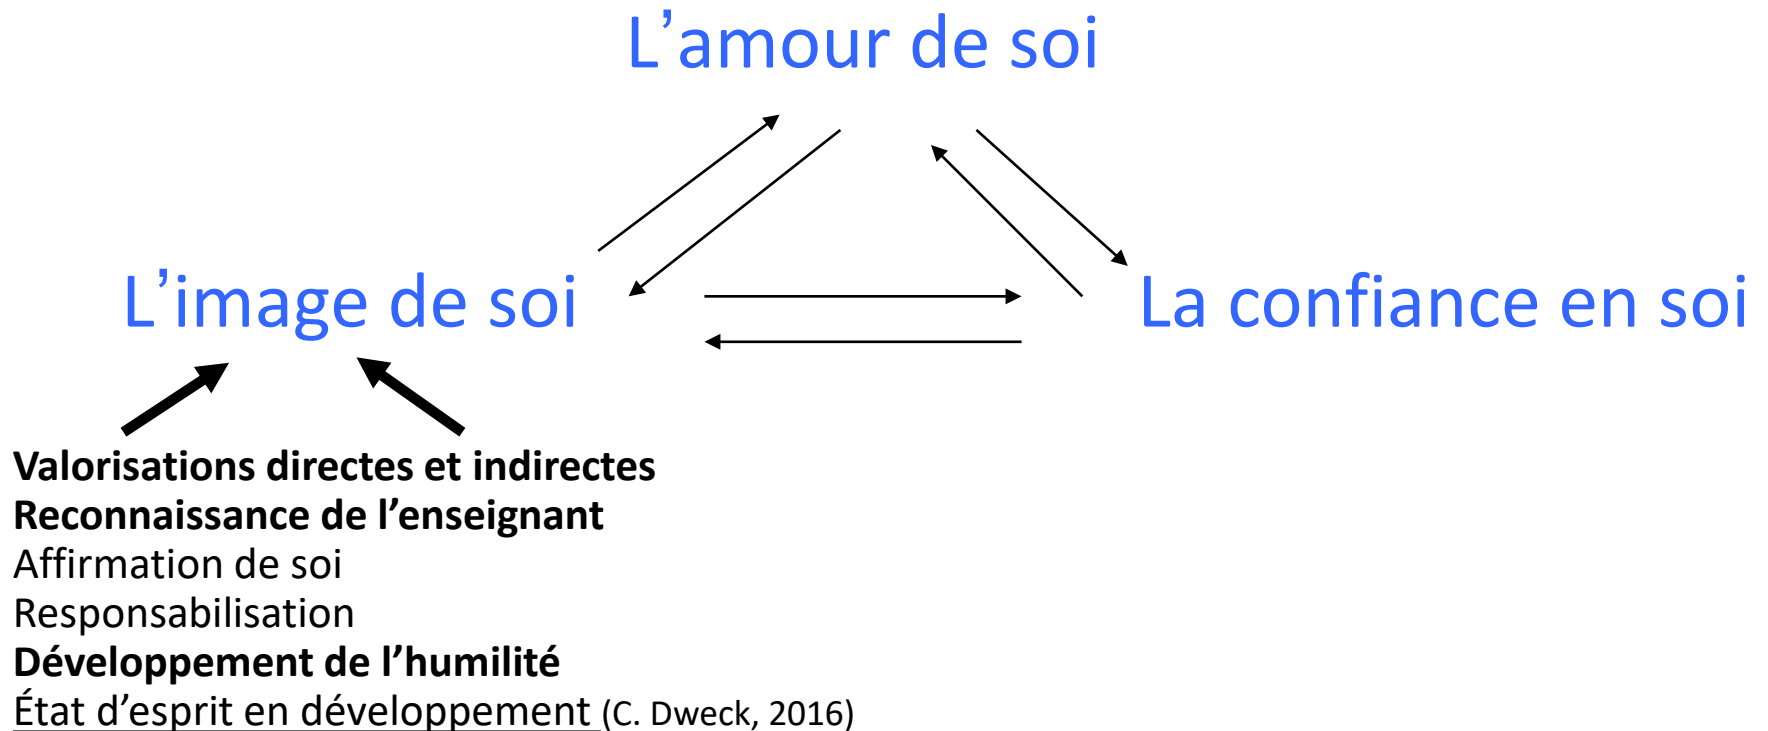 L’amour de soi
L’image de soi
La confiance en soi
Valorisations directes et indirectes
Reconnaissance de l’enseignant
Affirmation de soi
Responsabilisation
Développement de l’humilité
État d’esprit en développement (C. Dweck, 2016)